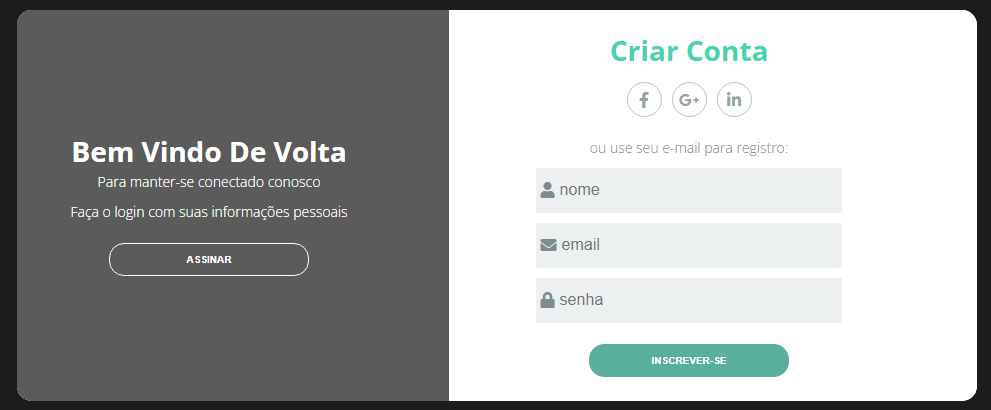 Bem Vindo De Volta
Para manter-se conectado conosco
Faça o login com suas informações pessoais
ASSINAR
Criar Conta
f G+ in
ou use seu e-mail para registro:
nome
email
senha
INSCREVER-SE